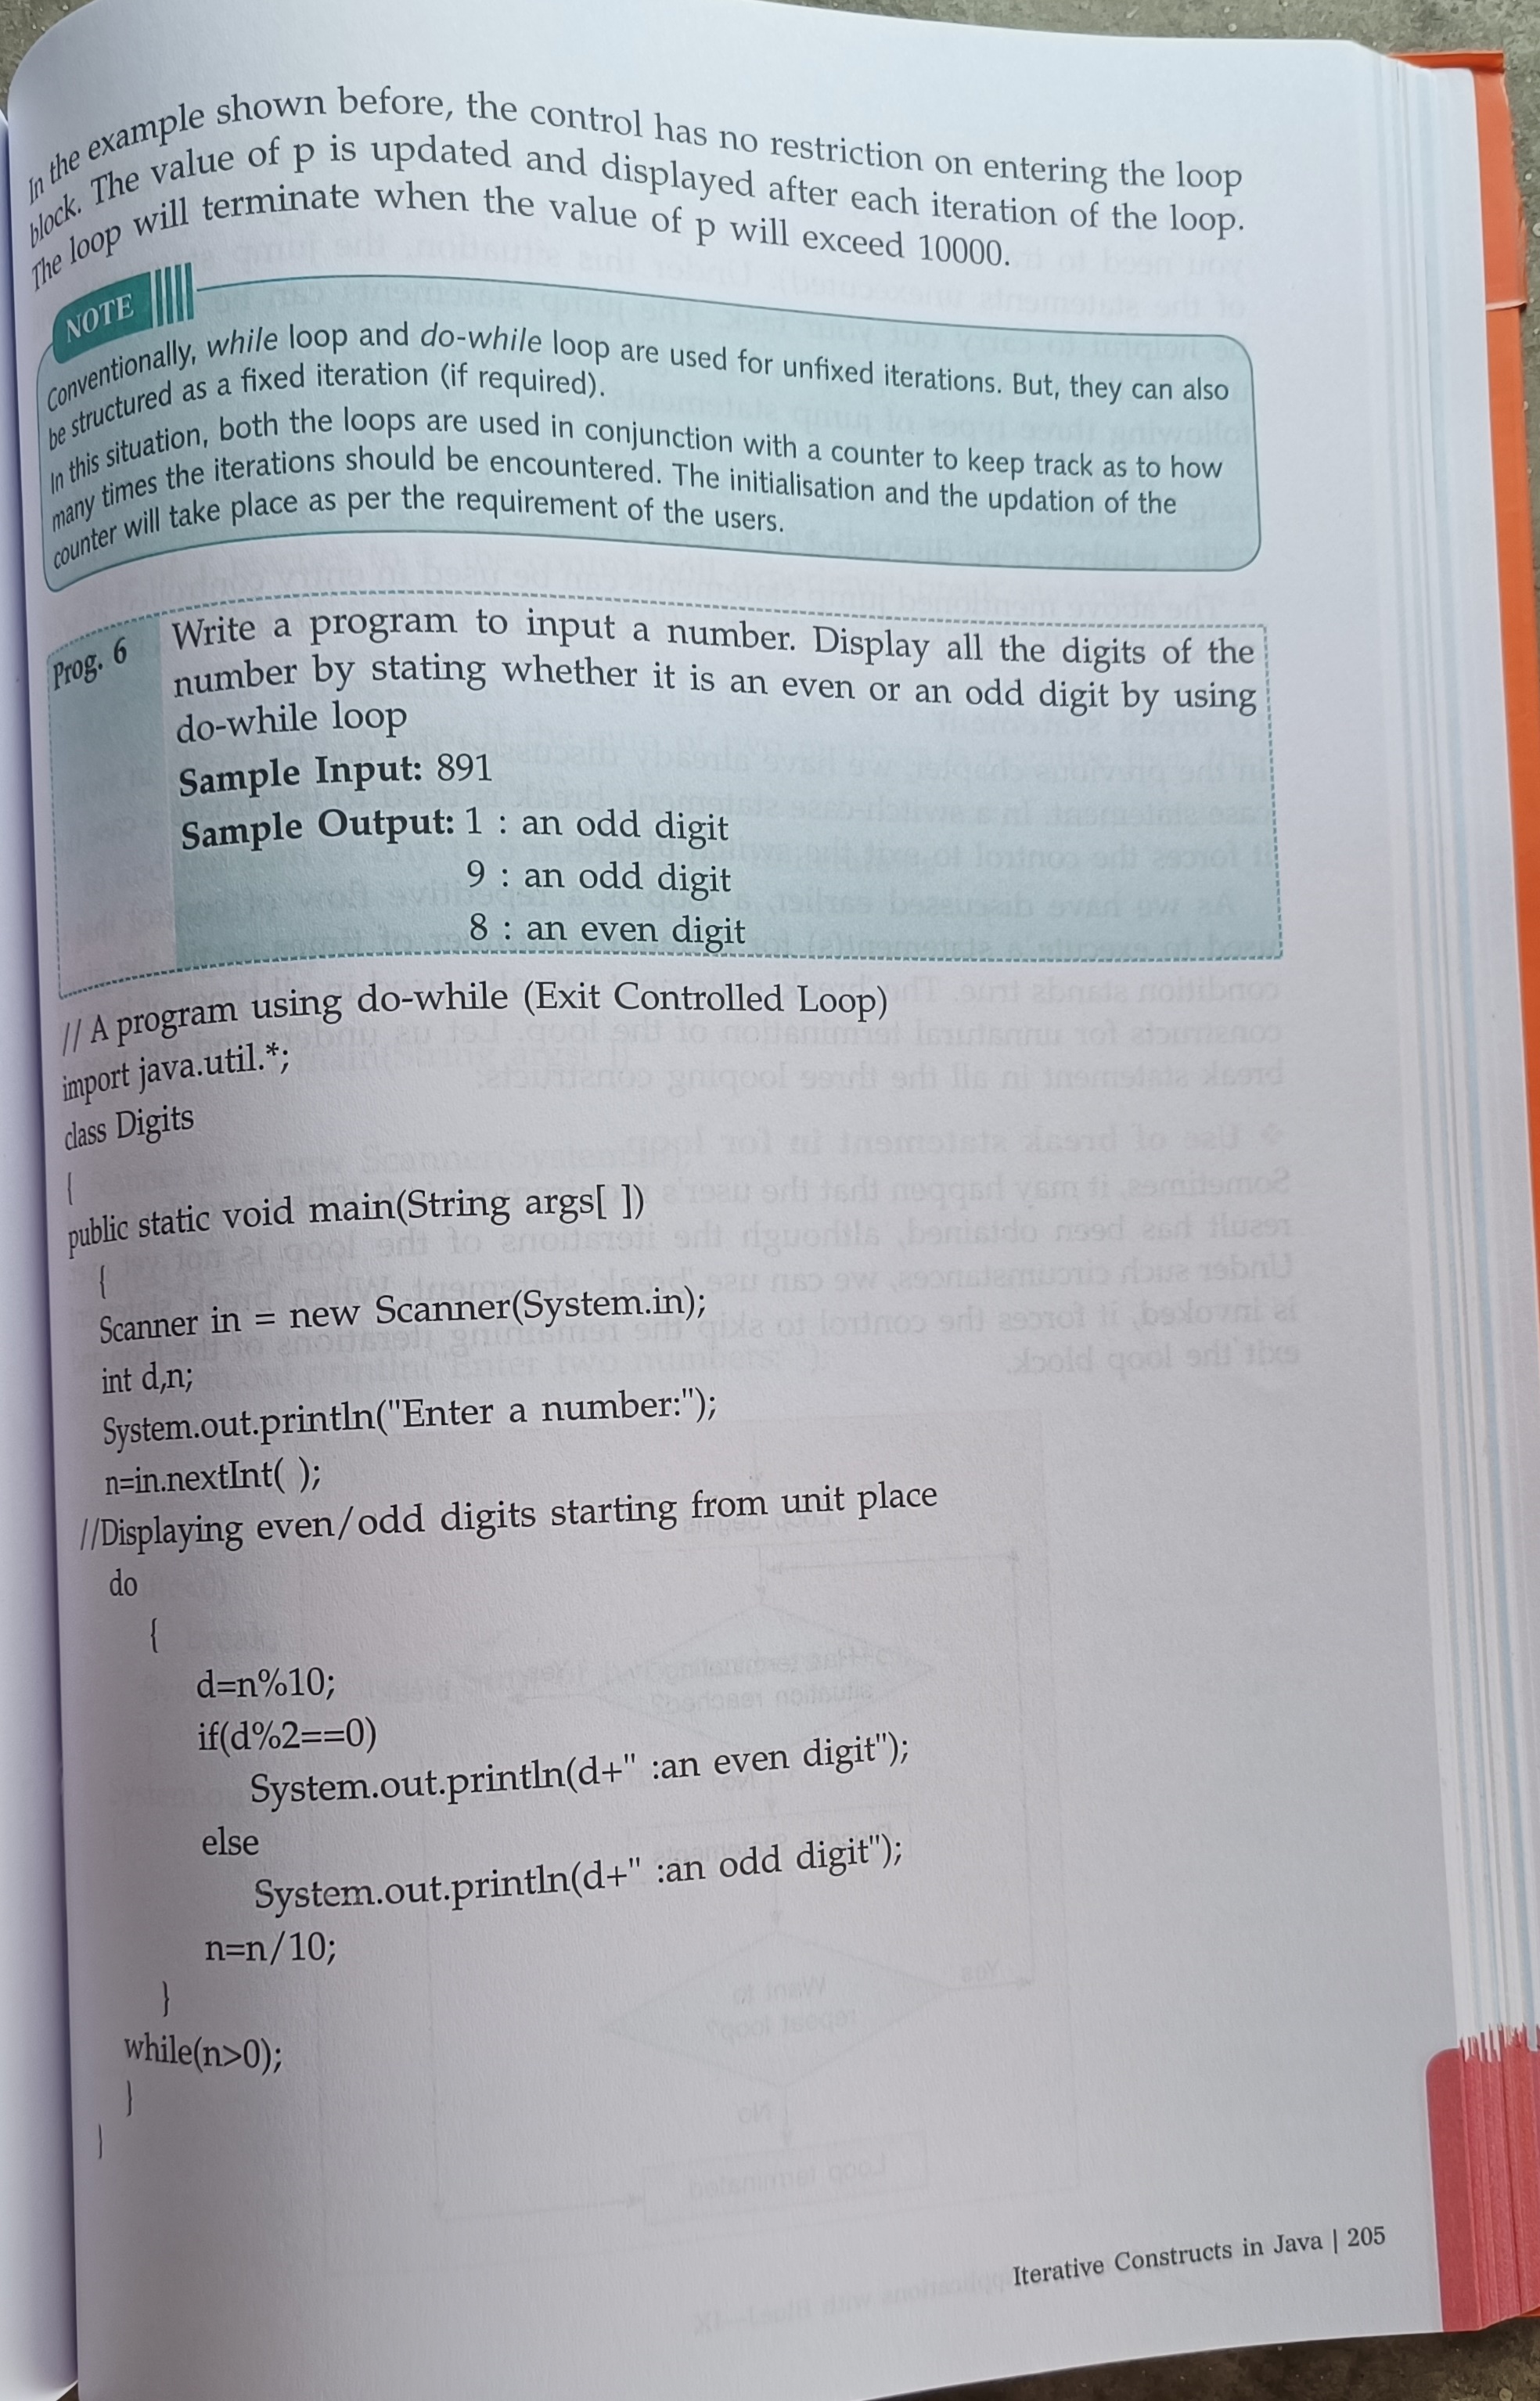 In the example shown before, the control has no restriction on entering the loop
block. The value of p is updated and displayed after each iteration of the loop.
The loop will terminate when the value of p will exceed 10000.
NOTE
Conventionally, while loop and do-while loop are used for unfixed iterations. But, they can also
be structured as a fixed iteration (if required).
In this situation, both the loops are used in conjunction with a counter to keep track as to how
many times the iterations should be encountered. The initialisation and the updation of the
counter will take place as per the requirement of the users.
Prog. 6 Write a program to input a number. Display all the digits of the
number by stating whether it is an even or an odd digit by using
do-while loop
Sample Input: 891
Sample Output: 1 : an odd digit
9 : an odd digit
8 : an even digit
// A program using do-while (Exit Controlled Loop)
import java.util.*;
class Digits
{
public static void main(String args[ ])
{
Scanner in = new Scanner(System.in);
int d,n;
System.out.println("Enter a number:");
n=in.nextInt( );
//Displaying even/odd digits starting from unit place
do
{
d=n%10;
if(d%2==0)
System.out.println(d+" :an even digit");
else
System.out.println(d+" :an odd digit");
n=n/10;
}
while(n>0);
}
}
Iterative Constructs in Java | 205